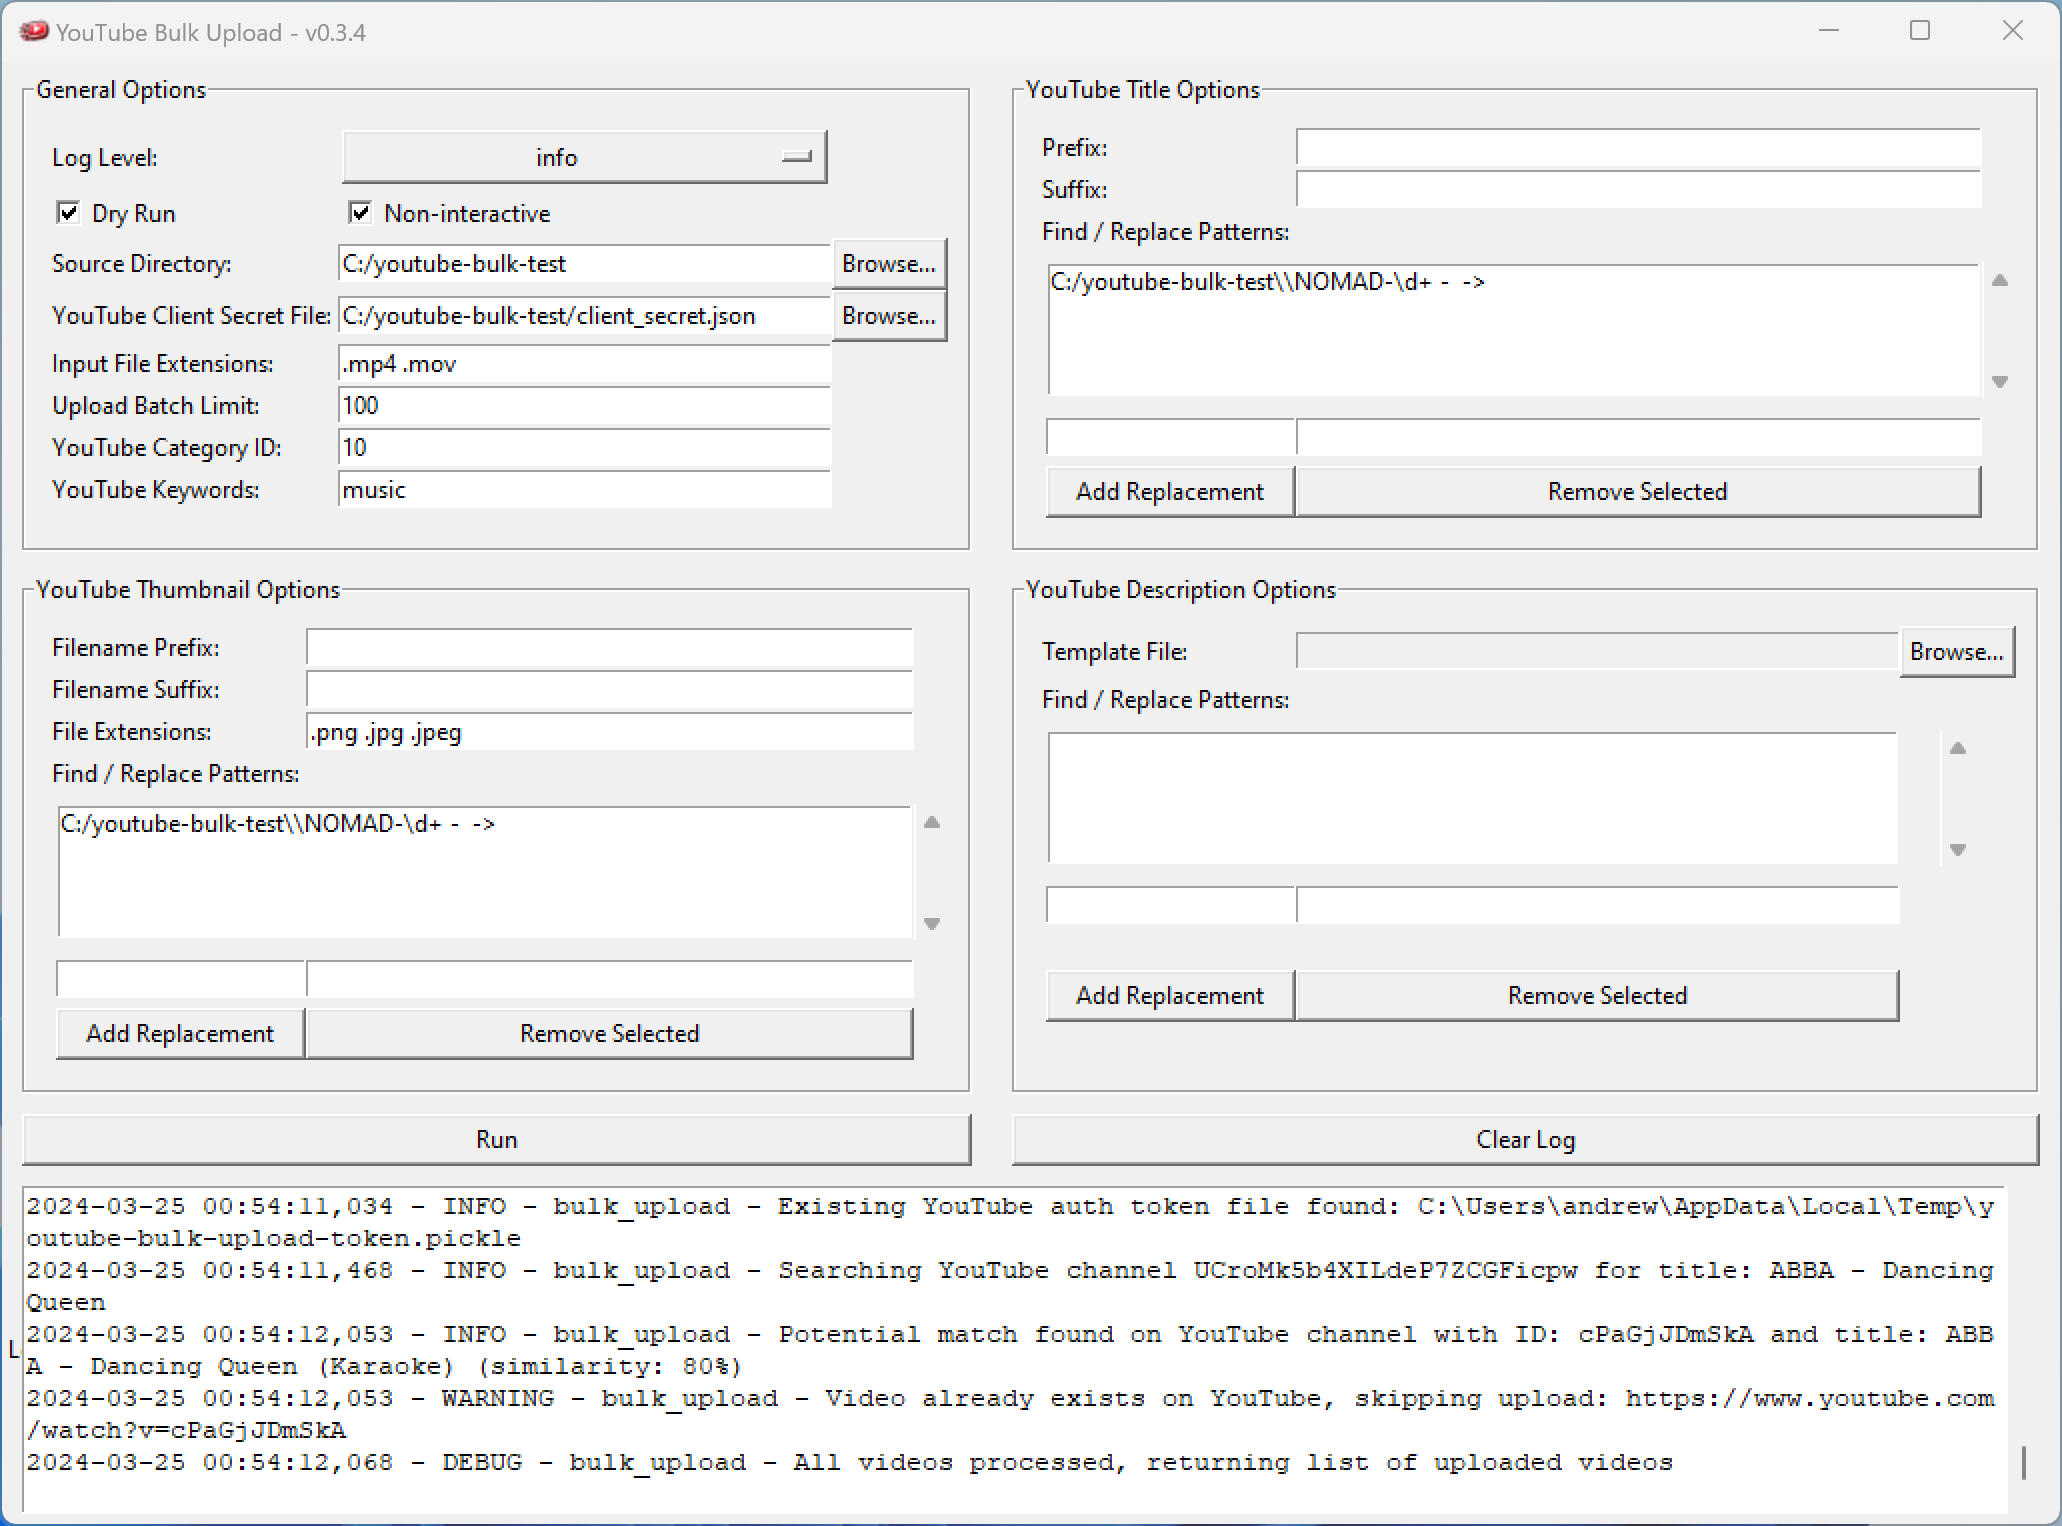 YouTube Bulk Upload - v0.3.4
General Options
Log Level:
info
Dry Run
Non-interactive
Source Directory:
C:/youtube-bulk-test
Browse...
YouTube Client Secret File:
C:/youtube-bulk-test/client_secret.json
Browse...
Input File Extensions:
.mp4 .mov
Upload Batch Limit:
100
YouTube Category ID:
10
YouTube Keywords:
music
YouTube Title Options
Prefix:
Suffix:
Find / Replace Patterns:
C:/youtube-bulk-test\\NOMAD-\d+ -  ->
Add Replacement
Remove Selected
YouTube Thumbnail Options
Filename Prefix:
Filename Suffix:
File Extensions:
.png .jpg .jpeg
Find / Replace Patterns:
C:/youtube-bulk-test\\NOMAD-\d+ -  ->
Add Replacement
Remove Selected
YouTube Description Options
Template File:
Browse...
Find / Replace Patterns:
Add Replacement
Remove Selected
Run
Clear Log
2024-03-25 00:54:11,034 - INFO - bulk_upload - Existing YouTube auth token file found: C:\Users\andrew\AppData\Local\Temp\y
outube-bulk-upload-token.pickle
2024-03-25 00:54:11,468 - INFO - bulk_upload - Searching YouTube channel UCroMk5b4XILdeP7ZCGFicpw for title: ABBA - Dancing
Queen
2024-03-25 00:54:12,053 - INFO - bulk_upload - Potential match found on YouTube channel with ID: cPaGjJDmSkA and title: ABB
A - Dancing Queen (Karaoke) (similarity: 80%)
2024-03-25 00:54:12,053 - WARNING - bulk_upload - Video already exists on YouTube, skipping upload: https://www.youtube.com
/watch?v=cPaGjJDmSkA
2024-03-25 00:54:12,068 - DEBUG - bulk_upload - All videos processed, returning list of uploaded videos